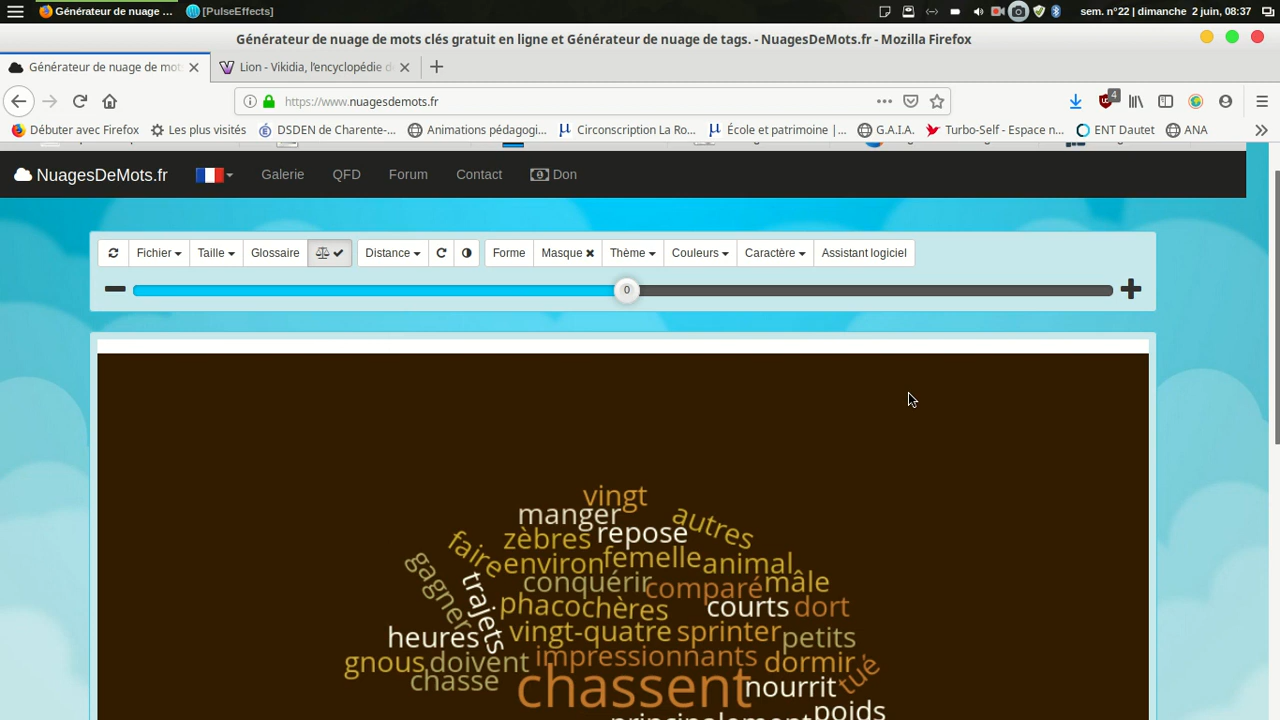 Générateur de nuage ... [PulseEffects] sem. n°22 | dimanche 2 juin, 08:37
Générateur de nuage de mots clés gratuit en ligne et Générateur de nuage de tags. - NuagesDeMots.fr - Mozilla Firefox
Générateur de nuage de mot Lion - Vikidia, l'encyclopédie d
https://www.nuagesdemots.fr 4
Débuter avec Firefox Les plus visités DSDEN de Charente-... Animations pédagogi... Circonscription La Ro... École et patrimoine |... G.A.I.A. Turbo-Self - Espace n... ENT Dautet ANA
NuagesDeMots.fr Galerie QFD Forum Contact Don
Fichier Taille Glossaire Distance Forme Masque Thème Couleurs Caractère Assistant logiciel
0
vingt
manger autres
zèbres repose
faire environ femelle animal
gagner trajets conquérir comparé mâle
phacochères courts dort
heures vingt-quatre sprinter petits
gnous doivent impressionnants dormir tué
chasse chassent nourrit
principalement poids